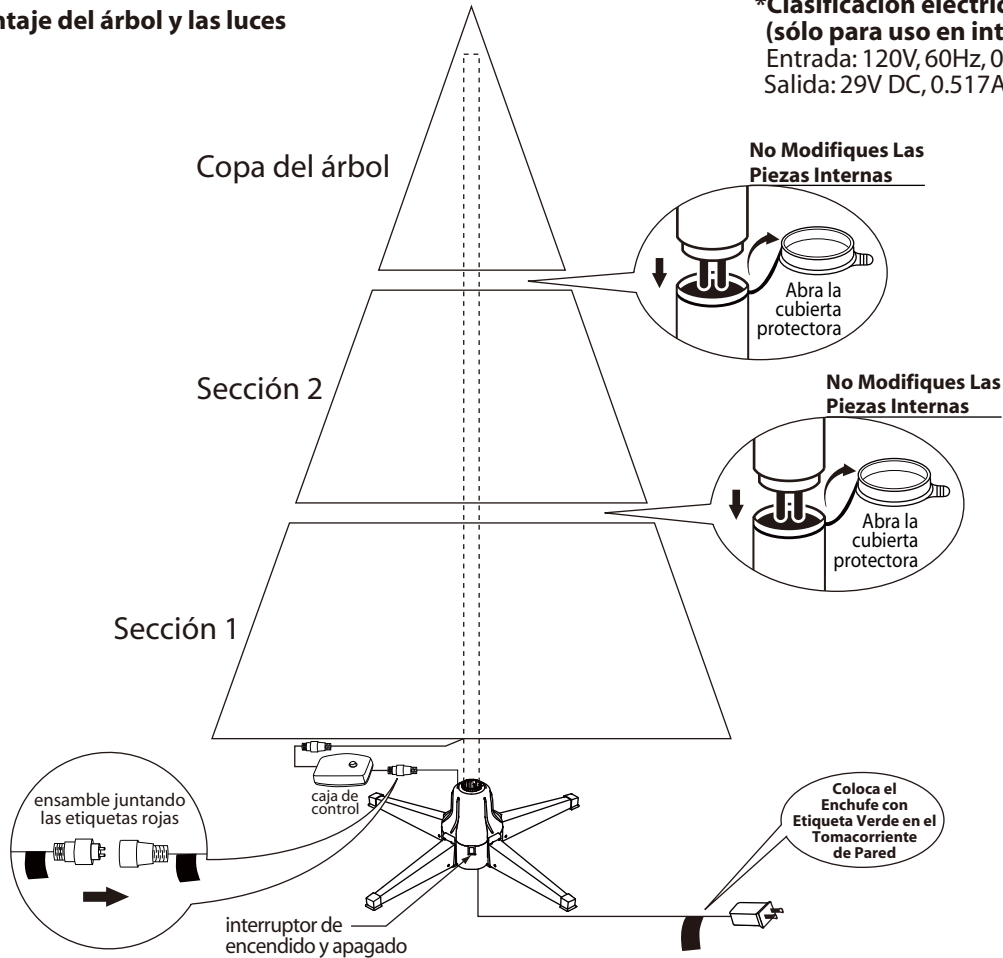 ntaje del árbol y las luces
*Clasificación eléctric
(sólo para uso en int
Entrada: 120V, 60Hz, 0
Salida: 29V DC, 0.517A
Copa del árbol
No Modifiques Las
Piezas Internas
Abra la
cubierta
protectora
Sección 2
No Modifiques Las
Piezas Internas
Abra la
cubierta
protectora
Sección 1
ensamble juntando
las etiquetas rojas
caja de
control
Coloca el
Enchufe con
Etiqueta Verde en el
Tomacorriente
de Pared
interruptor de
encendido y apagado